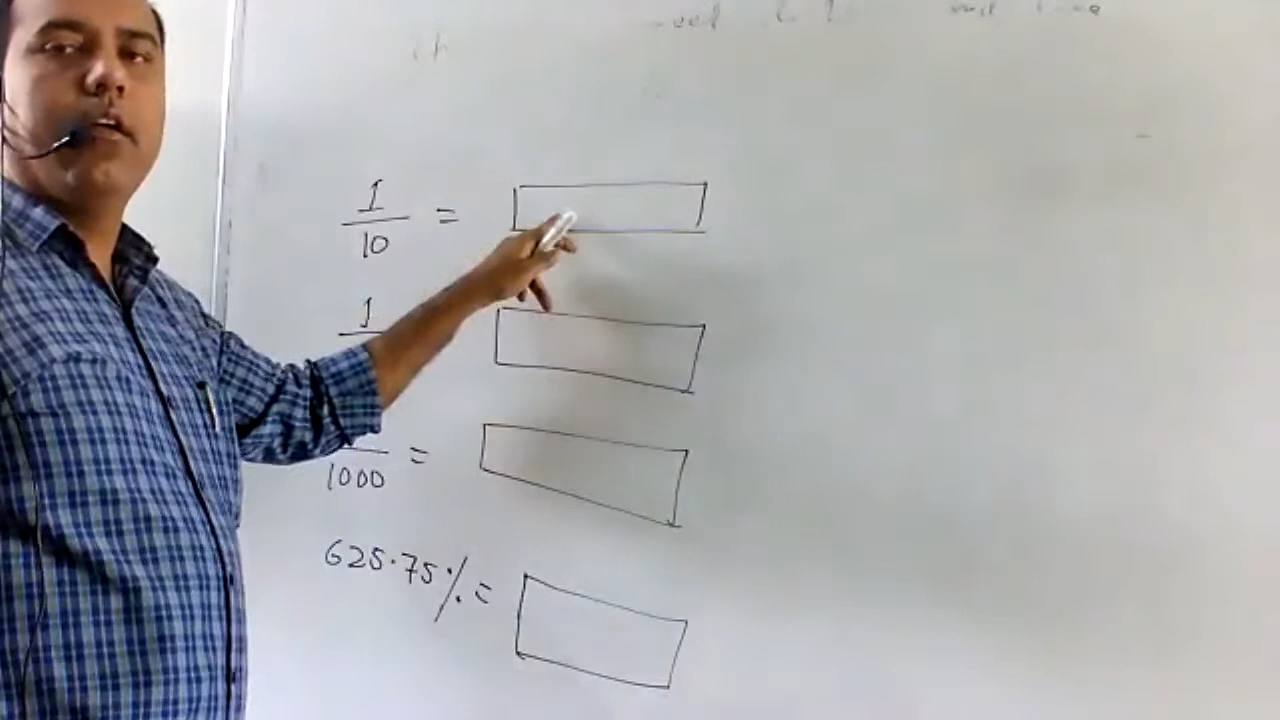 1/10 =
1
1000 =
625.75% =